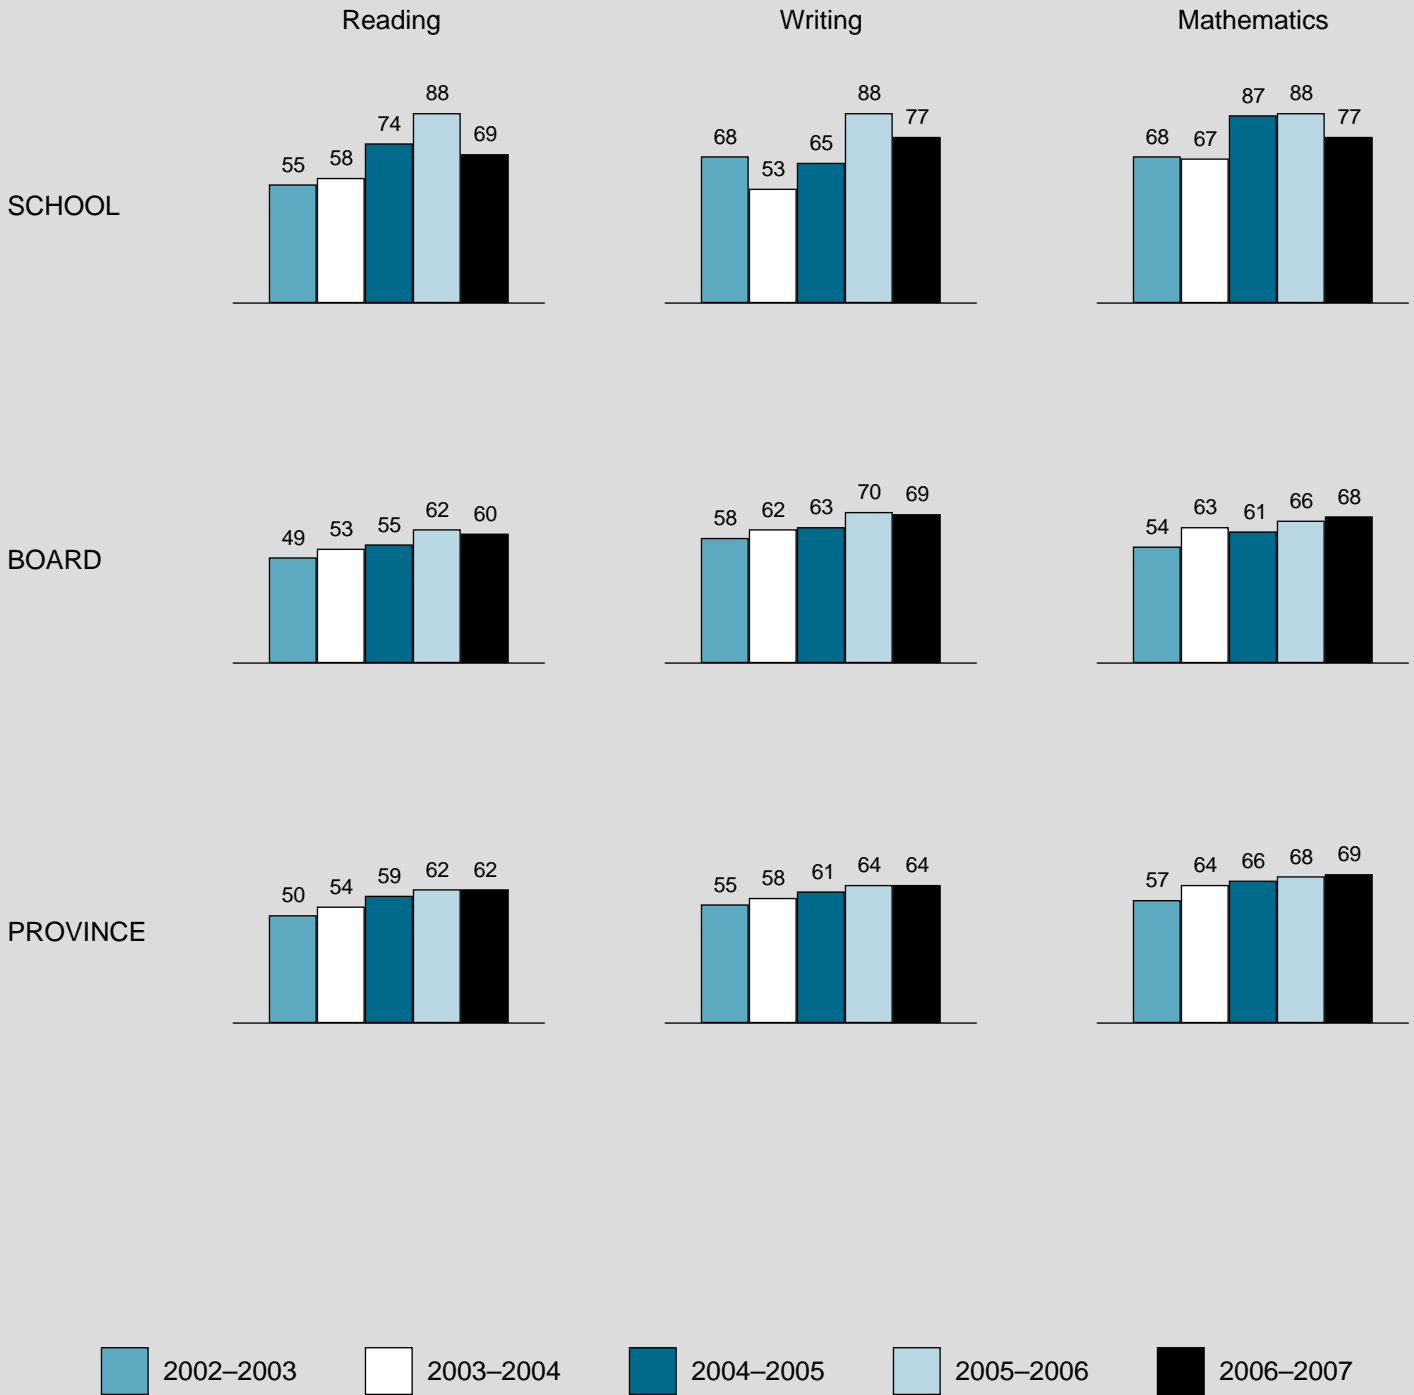 Reading Writing Mathematics
SCHOOL
55 58 74 88 69
68 53 65 88 77
68 67 87 88 77
BOARD
49 53 55 62 60
58 62 63 70 69
54 63 61 66 68
PROVINCE
50 54 59 62 62
55 58 61 64 64
57 64 66 68 69
2002–2003 2003–2004 2004–2005 2005–2006 2006–2007